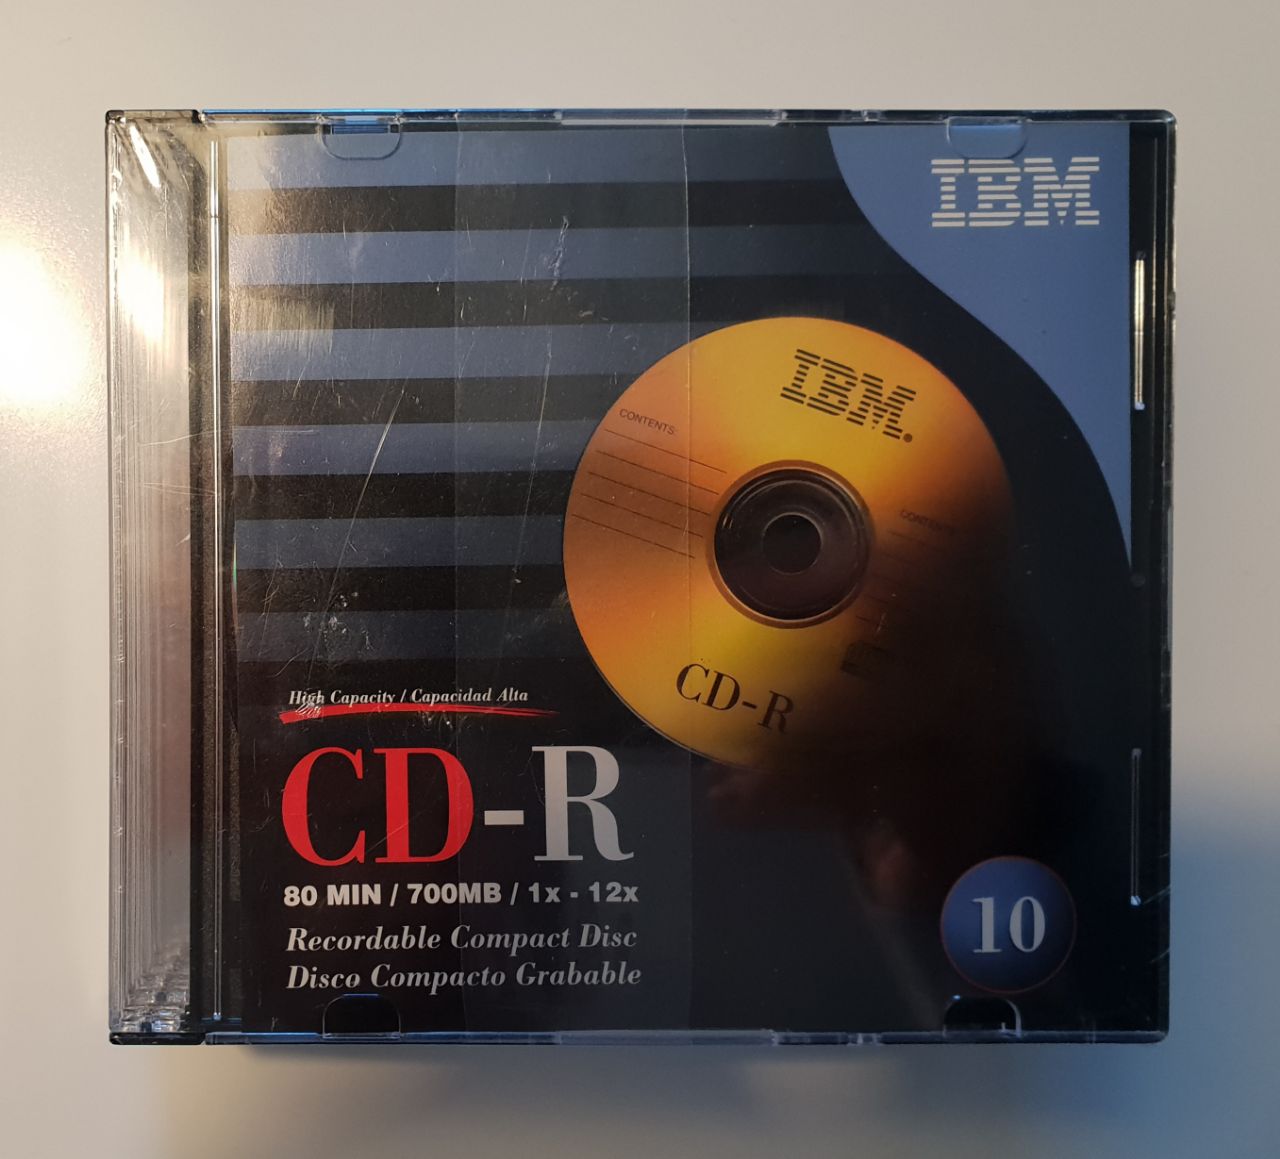 IBM
IBM
CONTENTS:
CONTENTS:
CD-R
High Capacity / Capacidad Alta
CD-R
80 MIN / 700MB / 1x - 12x
Recordable Compact Disc
Disco Compacto Grabable
10